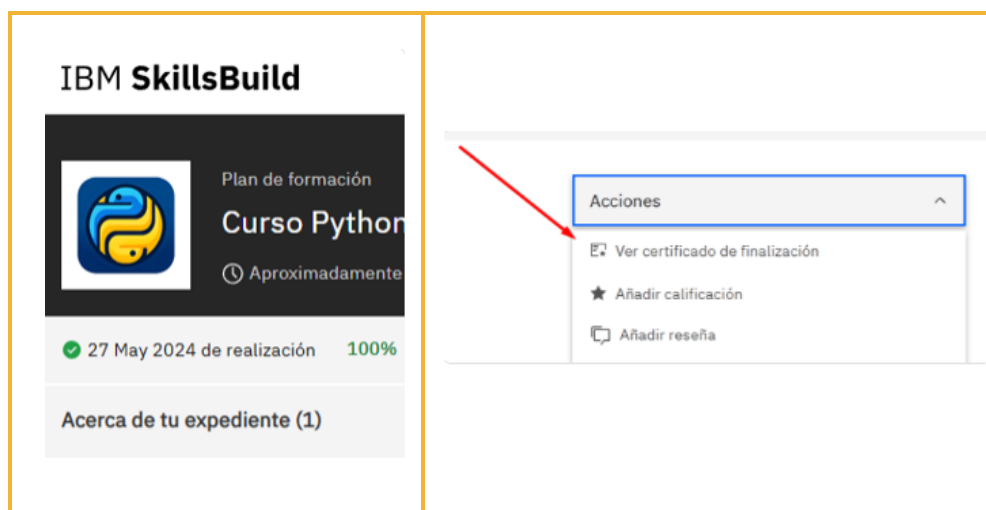 IBM SkillsBuild
Plan de formación
Curso Python
Aproximadamente
27 May 2024 de realización 100%
Acerca de tu expediente (1)
Acciones
Ver certificado de finalización
Añadir calificación
Añadir reseña